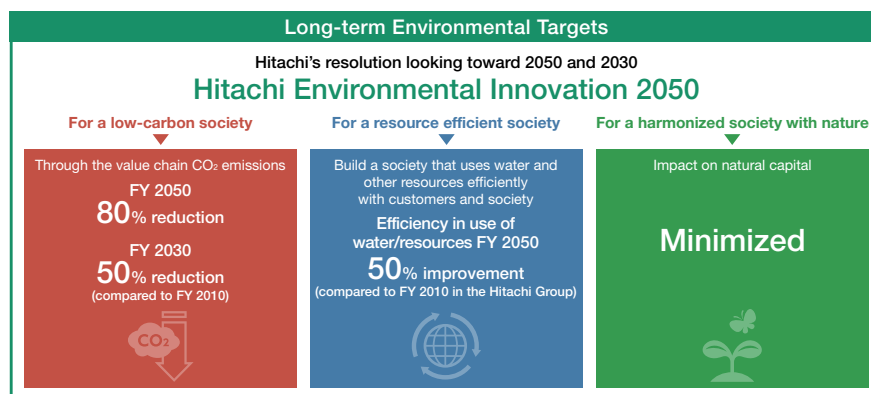 Long-term Environmental Targets
Hitachi's resolution looking toward 2050 and 2030
Hitachi Environmental Innovation 2050
For a low-carbon society
Through the value chain CO₂ emissions
FY 2050
80% reduction
FY 2030
50% reduction
(compared to FY 2010)
CO₂
For a resource efficient society
Build a society that uses water and
other resources efficiently
with customers and society
Efficiency in use of
water/resources FY 2050
50% improvement
(compared to FY 2010 in the Hitachi Group)
For a harmonized society with nature
Impact on natural capital
Minimized